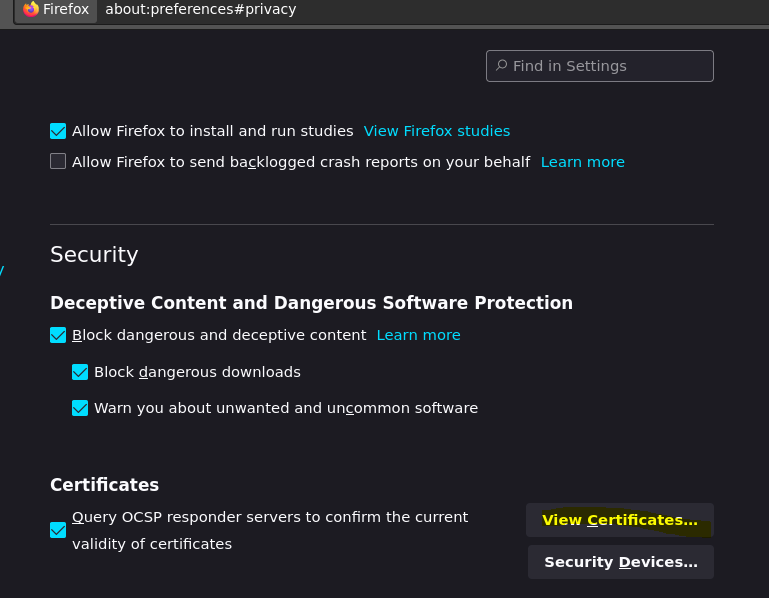 Firefox about:preferences#privacy
Find in Settings
Allow Firefox to install and run studies View Firefox studies
Allow Firefox to send backlogged crash reports on your behalf Learn more
Security
Deceptive Content and Dangerous Software Protection
Block dangerous and deceptive content Learn more
Block dangerous downloads
Warn you about unwanted and uncommon software
Certificates
Query OCSP responder servers to confirm the current
validity of certificates
View Certificates...
Security Devices...